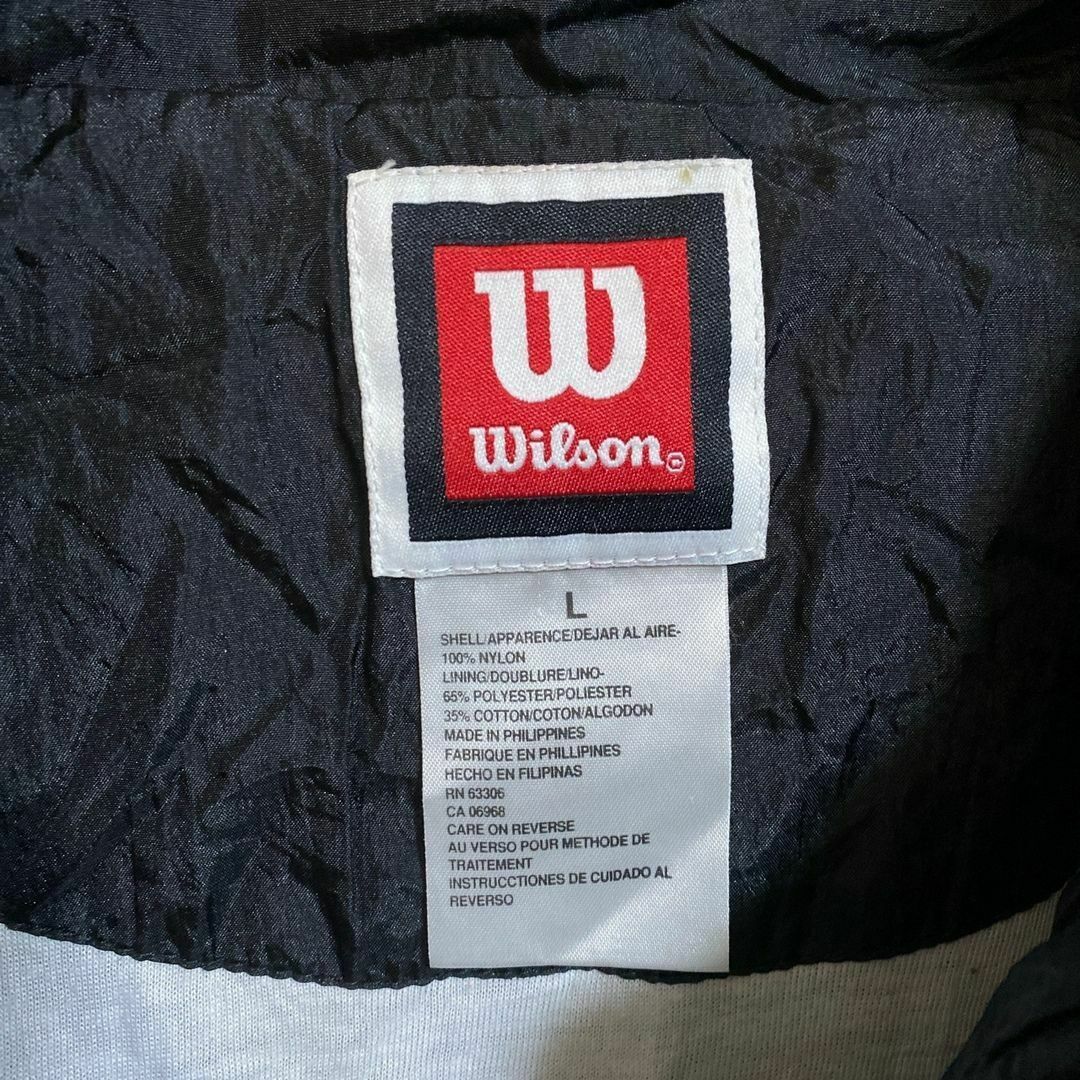 W
Wilson®
L
SHELL/APPARENCE/DEJAR AL AIRE-
100% NYLON
LINING/DOUBLURE/LINO-
65% POLYESTER/POLIESTER
35% COTTON/COTON/ALGODON
MADE IN PHILIPPINES
FABRIQUE EN PHILLIPINES
HECHO EN FILIPINAS
RN 63306
CA 06968
CARE ON REVERSE
AU VERSO POUR METHODE DE
TRAITEMENT
INSTRUCCTIONES DE CUIDADO AL
REVERSO